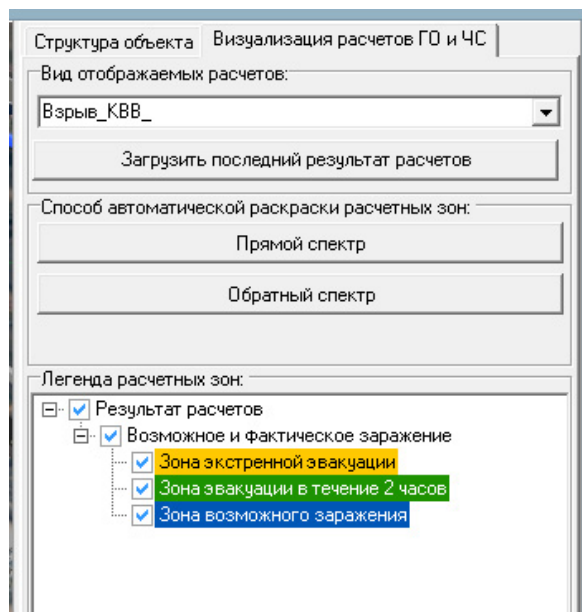 Структура объекта
Визуализация расчетов ГО и ЧС
Вид отображаемых расчетов:
Взрыв_КВВ_
Загрузить последний результат расчетов
Способ автоматической раскраски расчетных зон:
Прямой спектр
Обратный спектр
Легенда расчетных зон:
Результат расчетов
Возможное и фактическое заражение
Зона экстренной эвакуации
Зона эвакуации в течение 2 часов
Зона возможного заражения